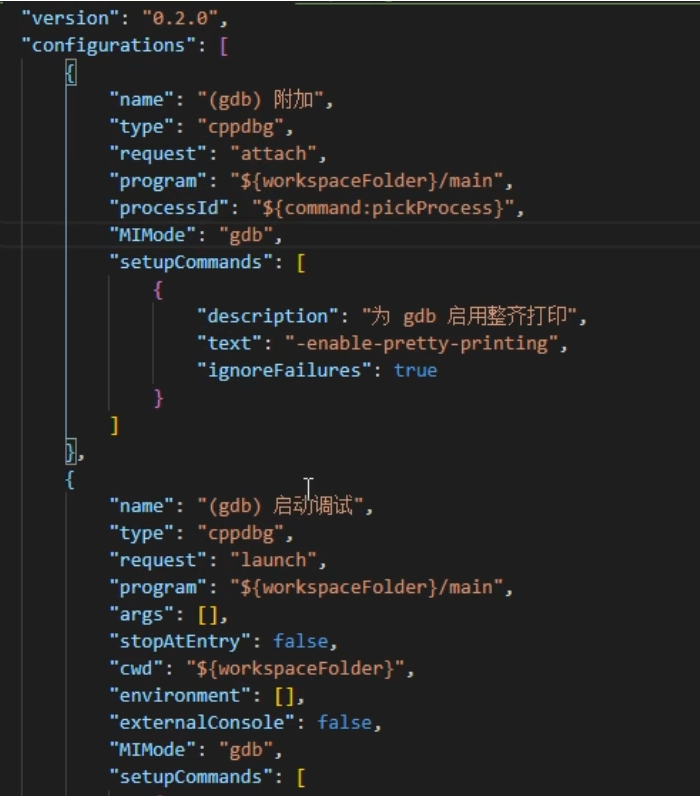 "version": "0.2.0",
"configurations": [
{
"name": "(gdb) 附加",
"type": "cppdbg",
"request": "attach",
"program": "${workspaceFolder}/main",
"processId": "${command:pickProcess}",
"MIMode": "gdb",
"setupCommands": [
{
"description": "为 gdb 启用整齐打印",
"text": "-enable-pretty-printing",
"ignoreFailures": true
}
]
},
{
"name": "(gdb) 启动调试",
"type": "cppdbg",
"request": "launch",
"program": "${workspaceFolder}/main",
"args": [],
"stopAtEntry": false,
"cwd": "${workspaceFolder}",
"environment": [],
"externalConsole": false,
"MIMode": "gdb",
"setupCommands": [